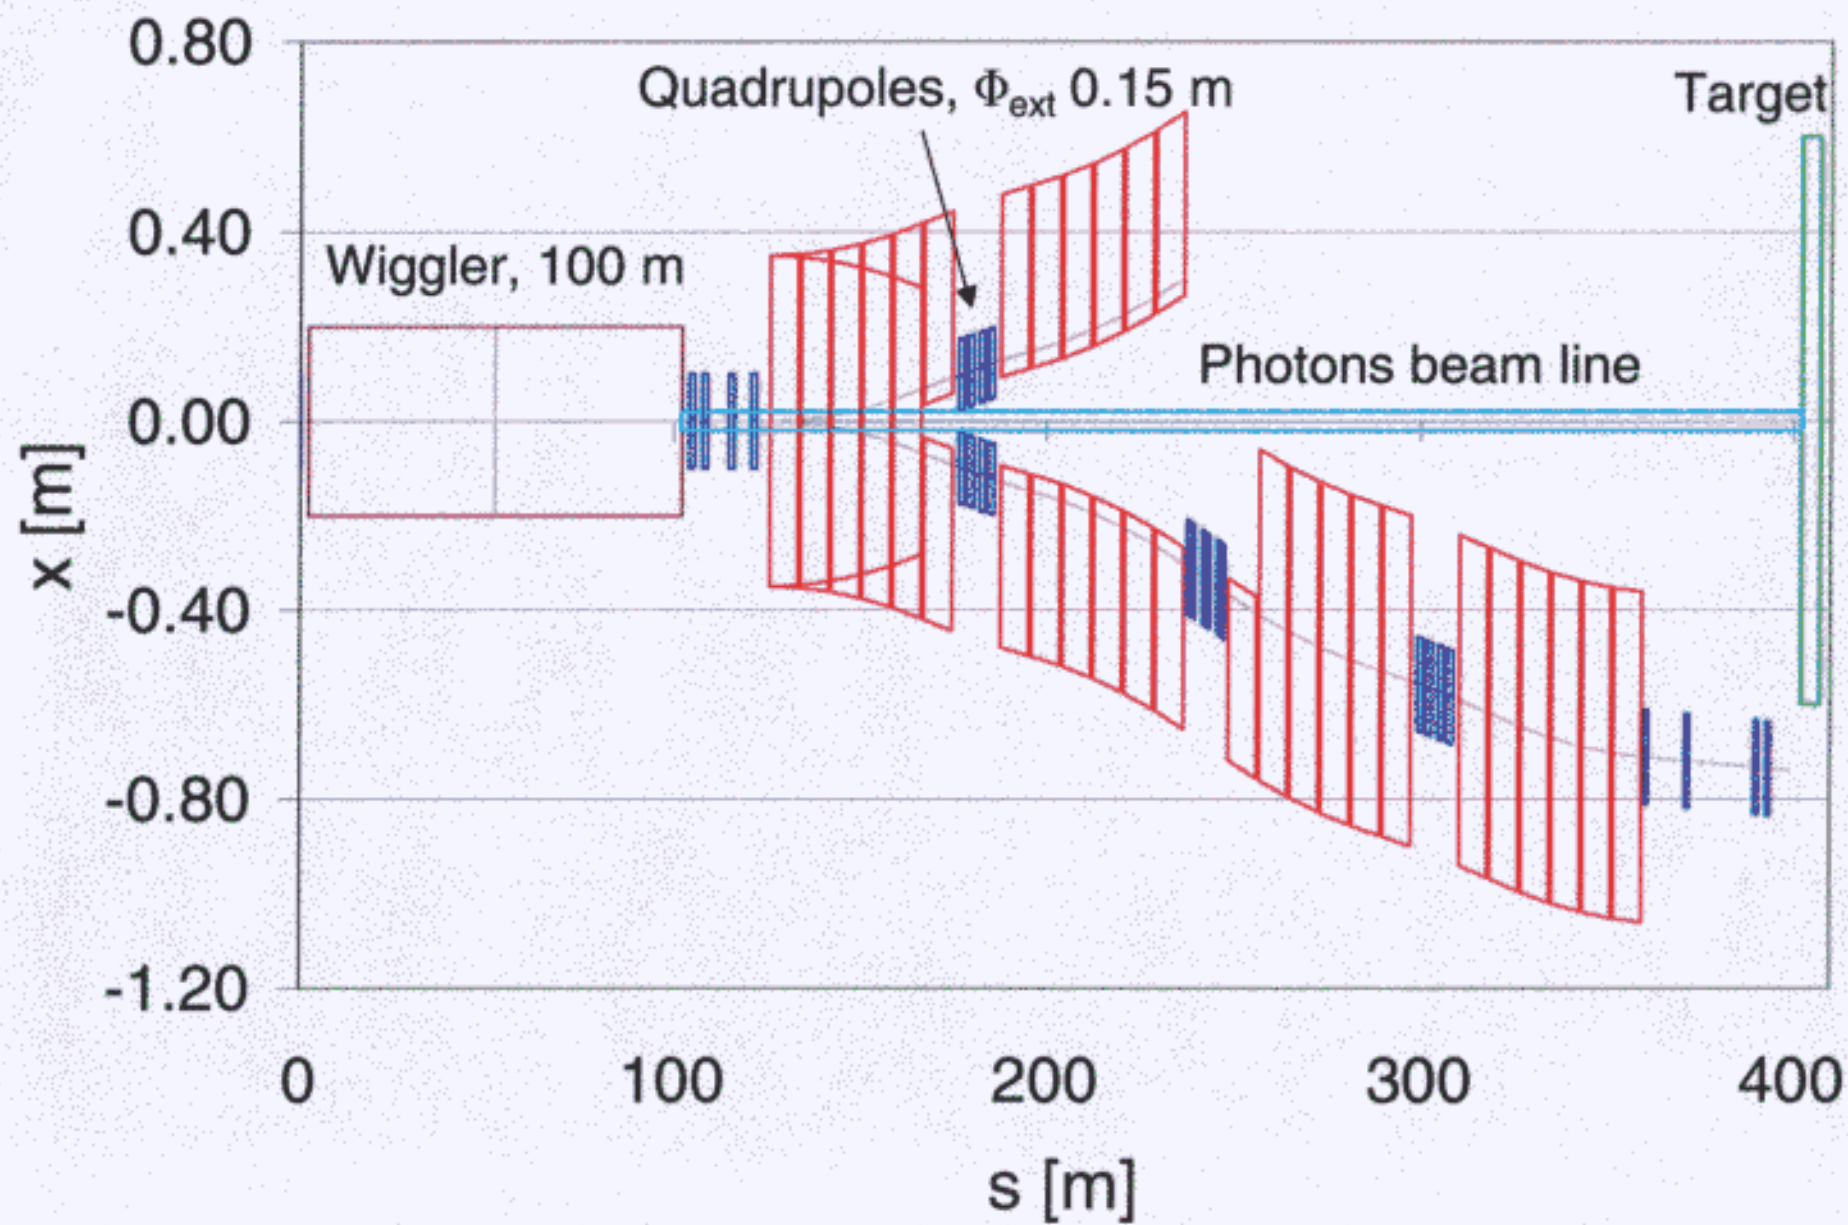 0.80
0.40
0.00
-0.40
-0.80
-1.20
x [m]
Quadrupoles, Φext 0.15 m
Target
Wiggler, 100 m
Photons beam line
0 100 200 300 400
s [m]